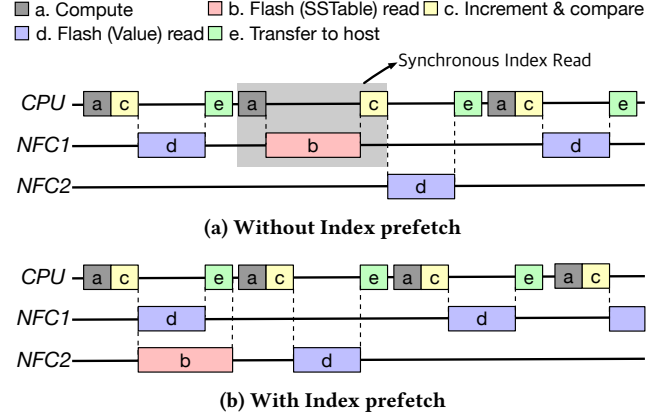 a. Compute b. Flash (SSTable) read c. Increment & compare
d. Flash (Value) read e. Transfer to host
Synchronous Index Read
CPU a c e a c e a c e
NFC1 d b d
NFC2 d
(a) Without Index prefetch
CPU a c e a c e a c e a c
NFC1 d d
NFC2 b d
(b) With Index prefetch